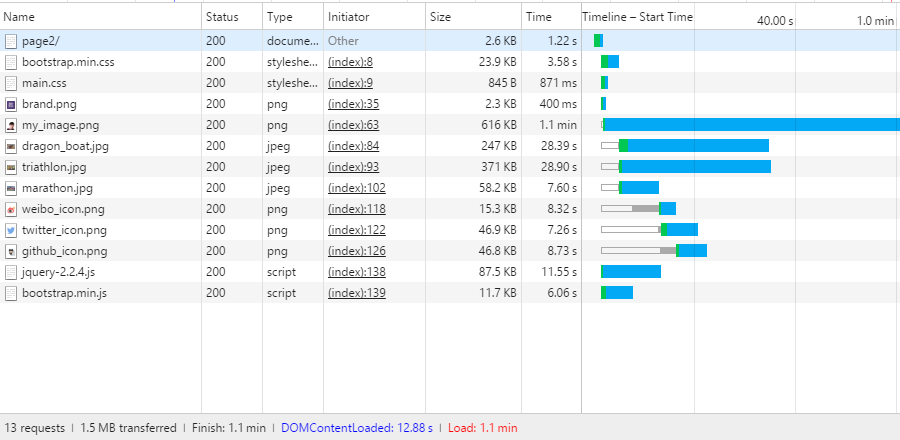 Name Status Type Initiator Size Time Timeline – Start Time 40.00 s 1.0 min
page2/ 200 docume... Other 2.6 KB 1.22 s
bootstrap.min.css 200 styleshe... (index):8 23.9 KB 3.58 s
main.css 200 styleshe... (index):9 845 B 871 ms
brand.png 200 png (index):35 2.3 KB 400 ms
my_image.png 200 png (index):63 616 KB 1.1 min
dragon_boat.jpg 200 jpeg (index):84 247 KB 28.39 s
triathlon.jpg 200 jpeg (index):93 371 KB 28.90 s
marathon.jpg 200 jpeg (index):102 58.2 KB 7.60 s
weibo_icon.png 200 png (index):118 15.3 KB 8.32 s
twitter_icon.png 200 png (index):122 46.9 KB 7.26 s
github_icon.png 200 png (index):126 46.8 KB 8.73 s
jquery-2.2.4.js 200 script (index):138 87.5 KB 11.55 s
bootstrap.min.js 200 script (index):139 11.7 KB 6.06 s
13 requests | 1.5 MB transferred | Finish: 1.1 min | DOMContentLoaded: 12.88 s | Load: 1.1 min